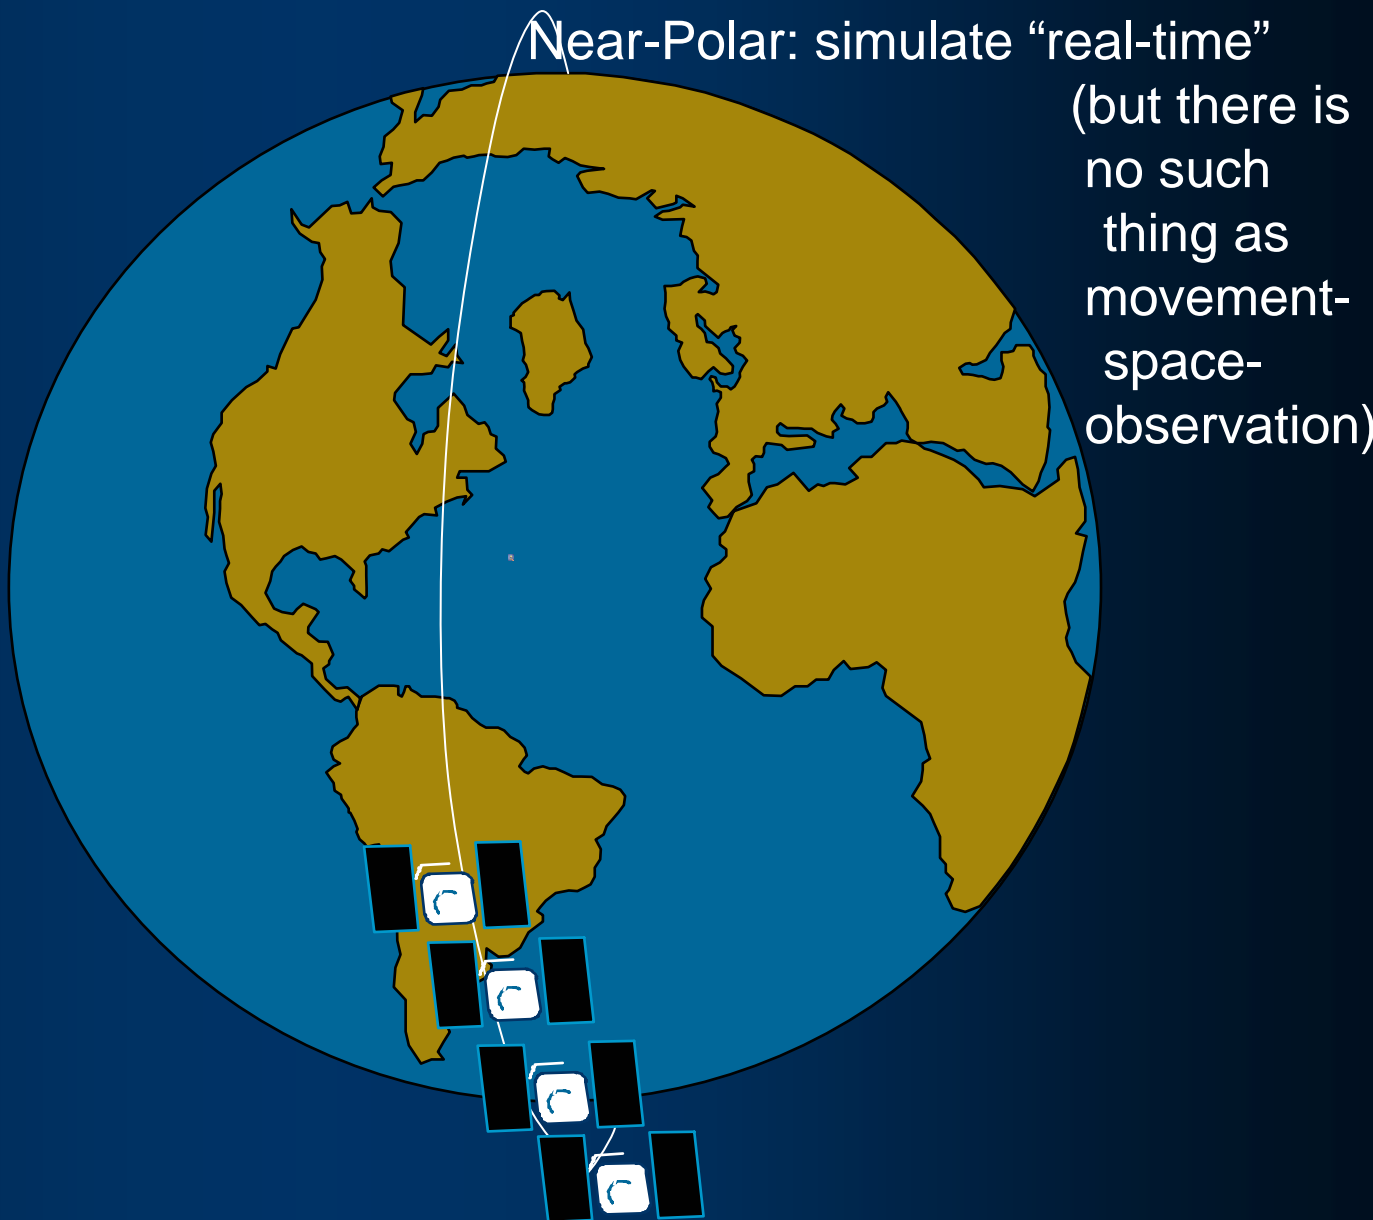 Near-Polar: simulate “real-time”
(but there is
no such
thing as
movement-
space-
observation)